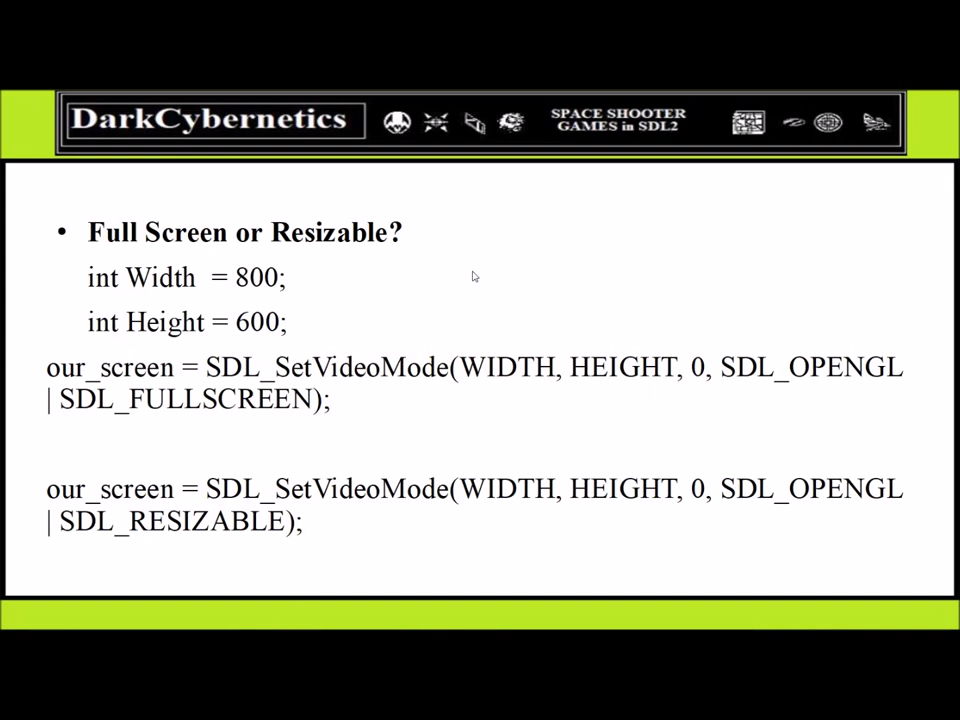 DarkCybernetics
SPACE SHOOTER
GAMES in SDL2
• Full Screen or Resizable?
int Width = 800;
int Height = 600;
our_screen = SDL_SetVideoMode(WIDTH, HEIGHT, 0, SDL_OPENGL
| SDL_FULLSCREEN);
our_screen = SDL_SetVideoMode(WIDTH, HEIGHT, 0, SDL_OPENGL
| SDL_RESIZABLE);